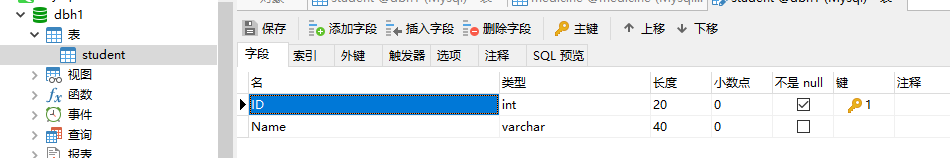 dbh1
表
student
视图
函数
事件
查询
报表
保存 添加字段 插入字段 删除字段 主键 上移 下移
字段 索引 外键 触发器 选项 注释 SQL 预览
名 类型 长度 小数点 不是 null 键 注释
ID int 20 0 1
Name varchar 40 0